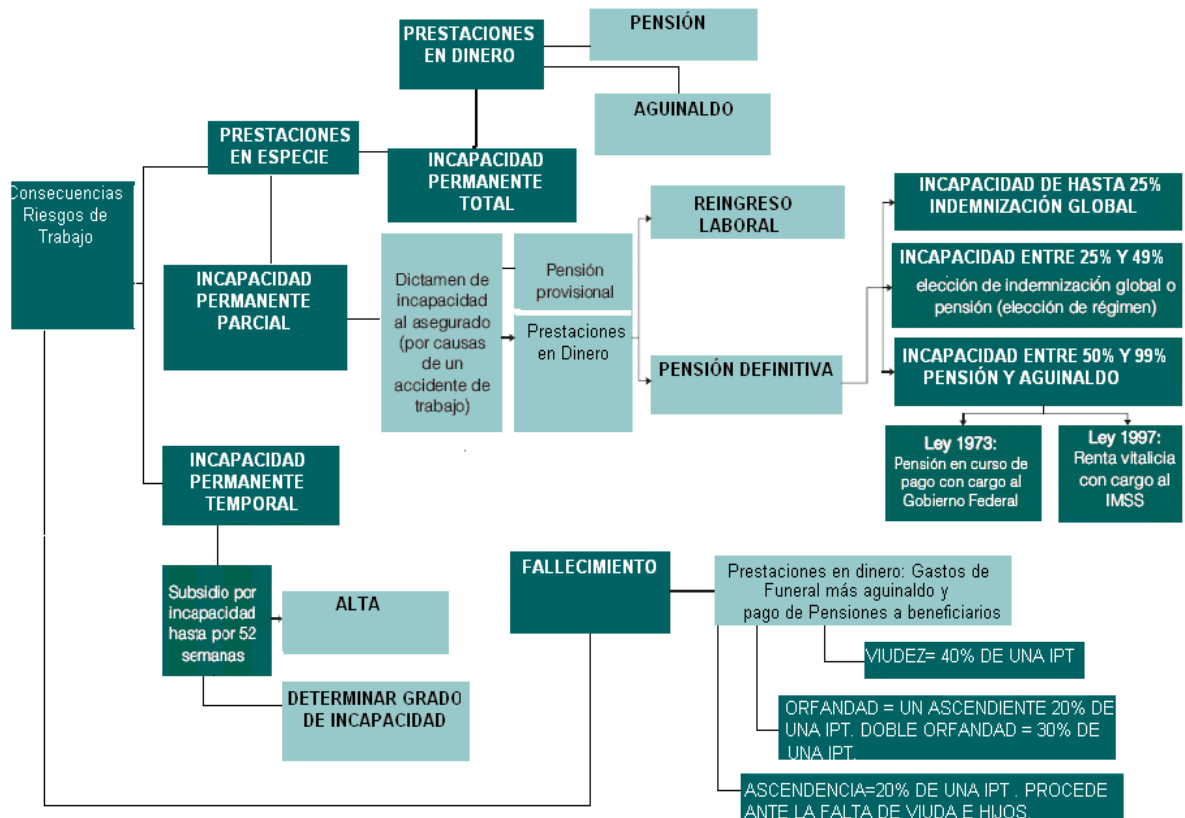 PRESTACIONES
EN DINERO
PENSIÓN
AGUINALDO
PRESTACIONES
EN ESPECIE
INCAPACIDAD
PERMANENTE
TOTAL
Consecuencias
Riesgos de
Trabajo
INCAPACIDAD
PERMANENTE
PARCIAL
Dictamen de
incapacidad
al asegurado
(por causas
de un
accidente de
trabajo)
Pensión
provisional
Prestaciones
en Dinero
REINGRESO
LABORAL
PENSIÓN DEFINITIVA
INCAPACIDAD DE HASTA 25%
INDEMNIZACIÓN GLOBAL
INCAPACIDAD ENTRE 25% Y 49%
elección de indemnización global o
pensión (elección de régimen)
INCAPACIDAD ENTRE 50% Y 99%
PENSIÓN Y AGUINALDO
Ley 1973:
Pensión en curso de
pago con cargo al
Gobierno Federal
Ley 1997:
Renta vitalicia
con cargo al
IMSS
INCAPACIDAD
PERMANENTE
TEMPORAL
Subsidio por
incapacidad
hasta por 52
semanas
ALTA
DETERMINAR GRADO
DE INCAPACIDAD
FALLECIMIENTO
Prestaciones en dinero: Gastos de
Funeral más aguinaldo y
pago de Pensiones a beneficiarios
VIUDEZ= 40% DE UNA IPT
ORFANDAD = UN ASCENDIENTE 20% DE
UNA IPT. DOBLE ORFANDAD = 30% DE
UNA IPT.
ASCENDENCIA=20% DE UNA IPT . PROCEDE
ANTE LA FALTA DE VIUDA E HIJOS.